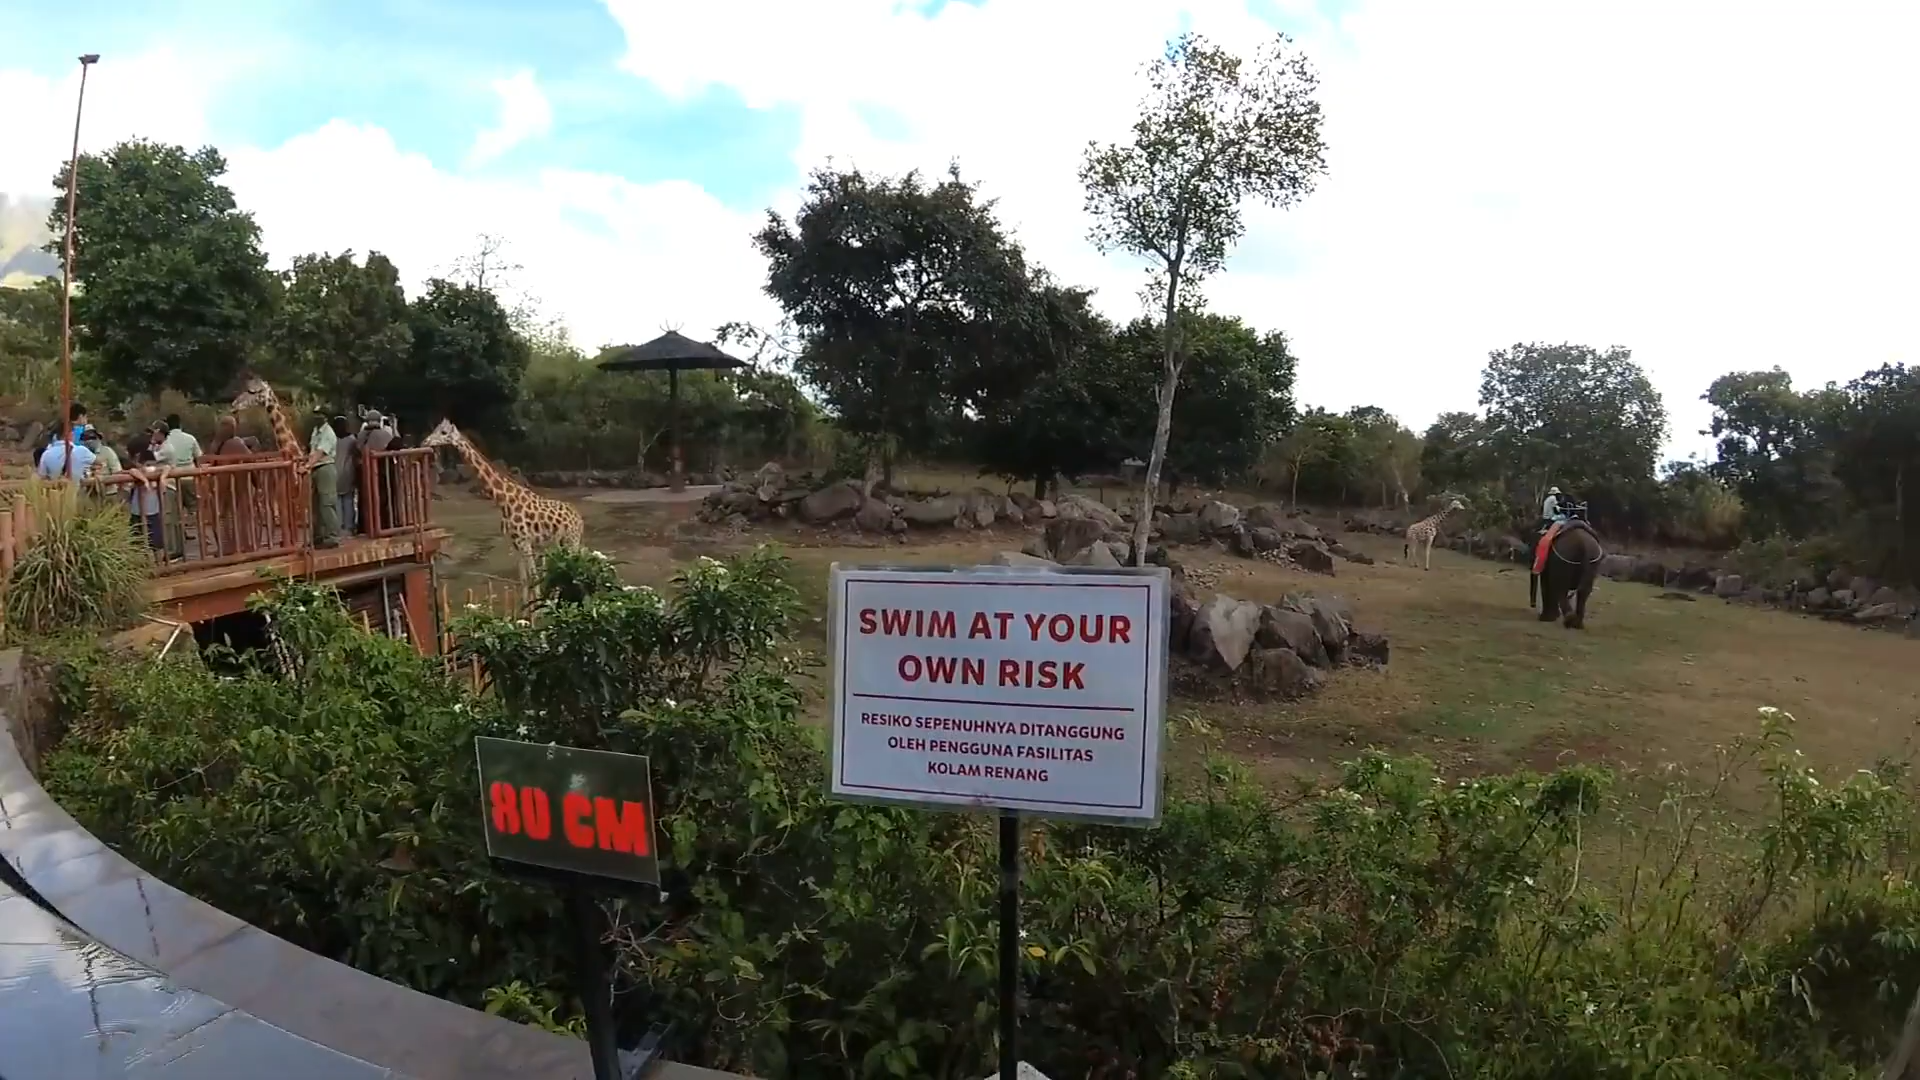 SWIM AT YOUR
OWN RISK
RESIKO SEPENUHNYA DITANGGUNG
OLEH PENGGUNA FASILITAS
KOLAM RENANG
80 CM